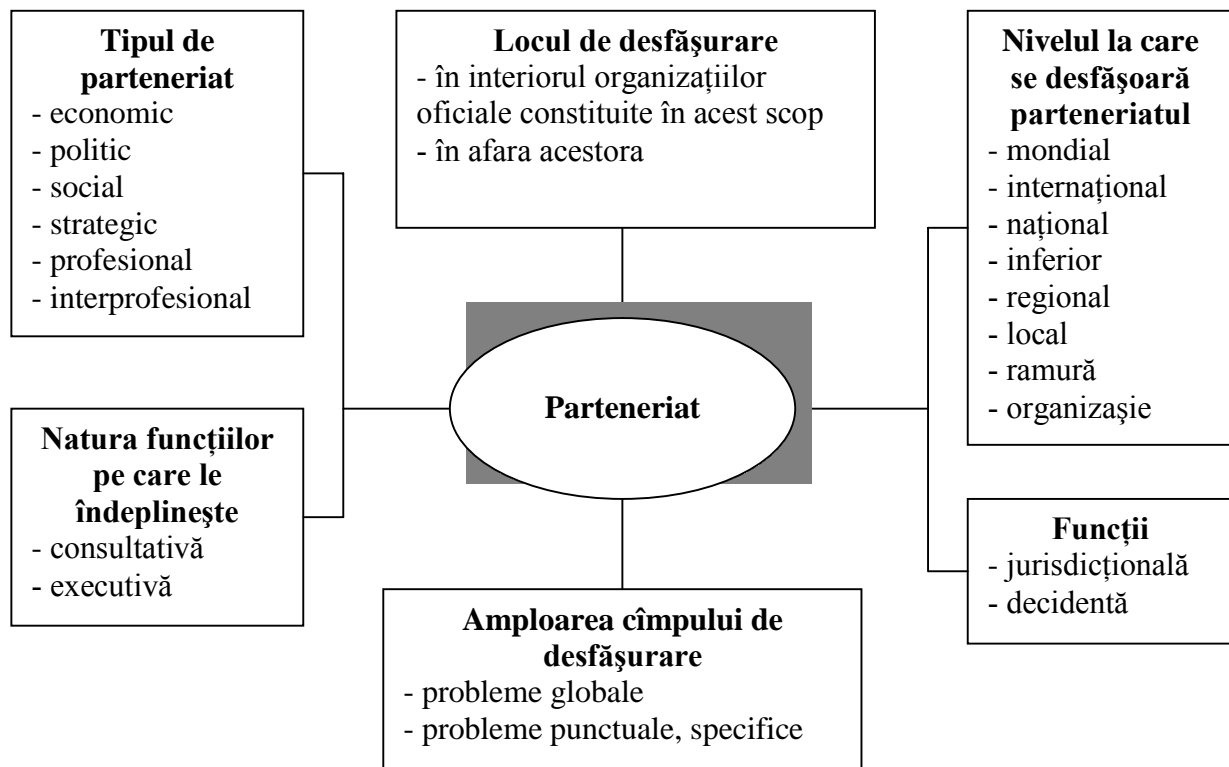 Tipul de
parteneriat
- economic
- politic
- social
- strategic
- profesional
- interprofesional
Locul de desfăşurare
- în interiorul organizațiilor
oficiale constituite în acest scop
- în afara acestora
Nivelul la care
se desfăşoară
parteneriatul
- mondial
- internațional
- național
- inferior
- regional
- local
- ramură
- organizaşie
Parteneriat
Natura funcțiilor
pe care le
îndeplineşte
- consultativă
- executivă
Funcții
- jurisdicțională
- decidentă
Amploarea cîmpului de
desfăşurare
- probleme globale
- probleme punctuale, specifice